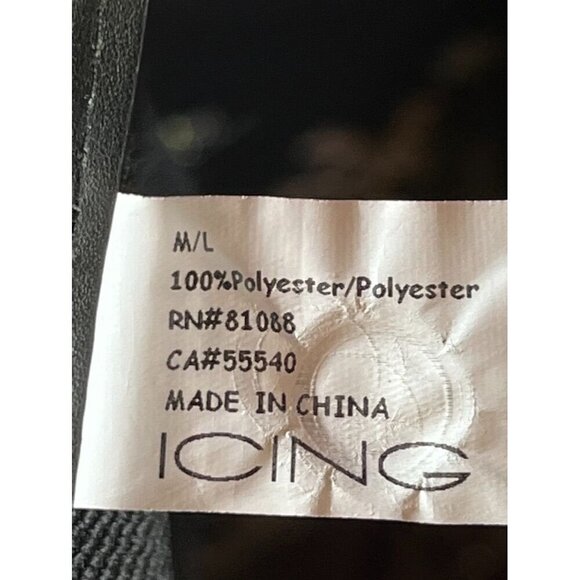 M/L
100%Polyester/Polyester
RN#81088
CA#55540
MADE IN CHINA
ICING